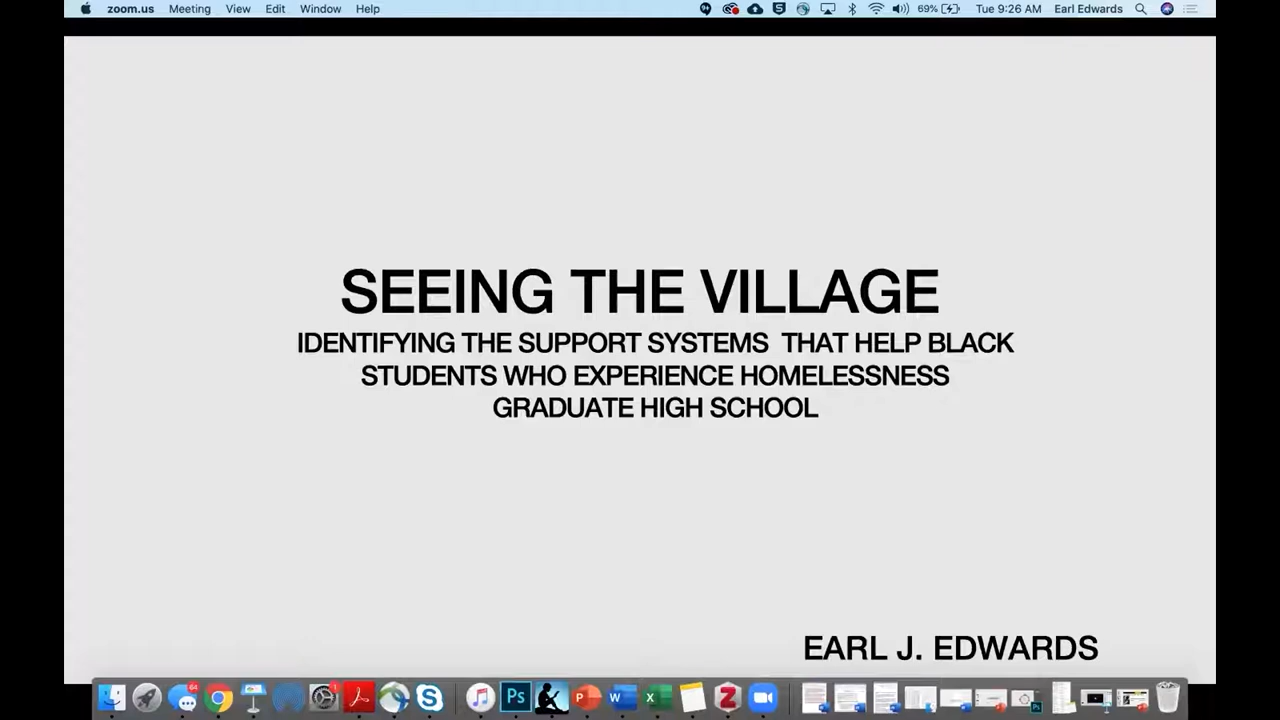 zoom.us Meeting View Edit Window Help 69% Tue 9:26 AM Earl Edwards
SEEING THE VILLAGE
IDENTIFYING THE SUPPORT SYSTEMS THAT HELP BLACK
STUDENTS WHO EXPERIENCE HOMELESSNESS
GRADUATE HIGH SCHOOL
EARL J. EDWARDS